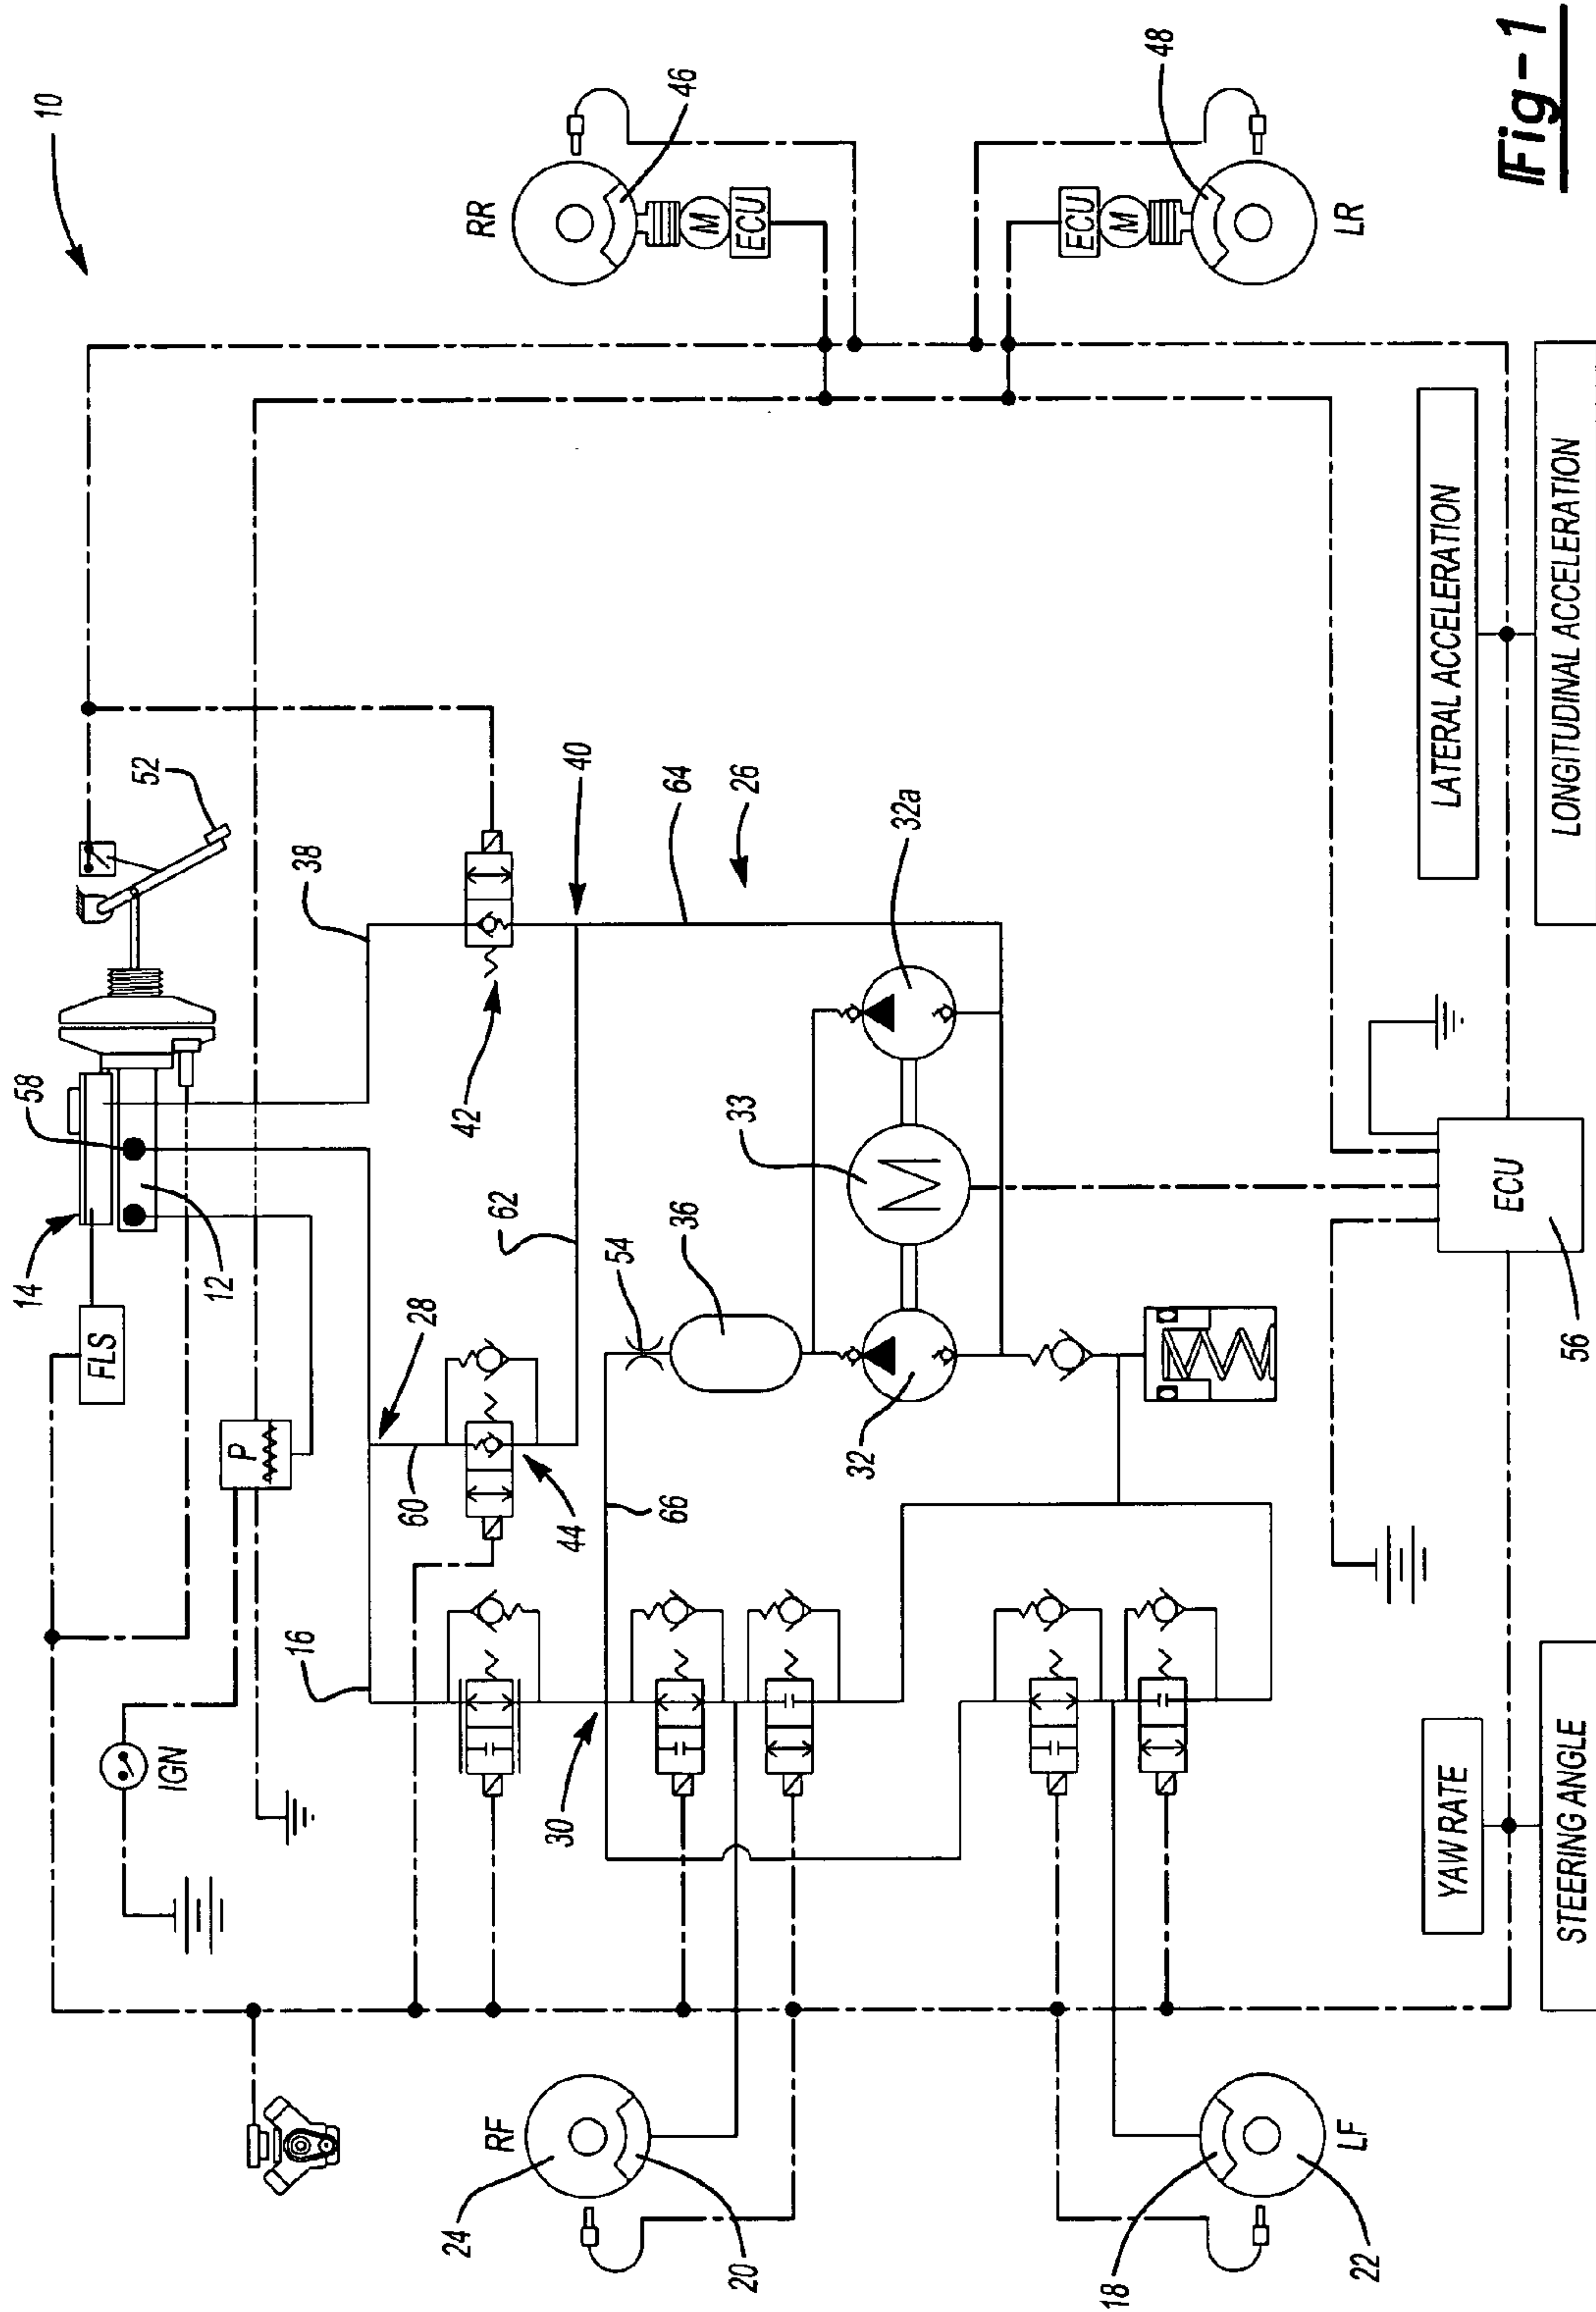 10
14
58
52
FLS
12
P
IGN
16
28
38
60
44
62
42
40
64
26
54
36
33
32a
M
32
66
30
RR
46
M
ECU
48
ECU
M
LR
RF
24
20
18
22
LF
ECU
56
LATERAL ACCELERATION
LONGITUDINAL ACCELERATION
YAW RATE
STEERING ANGLE
Fig-1